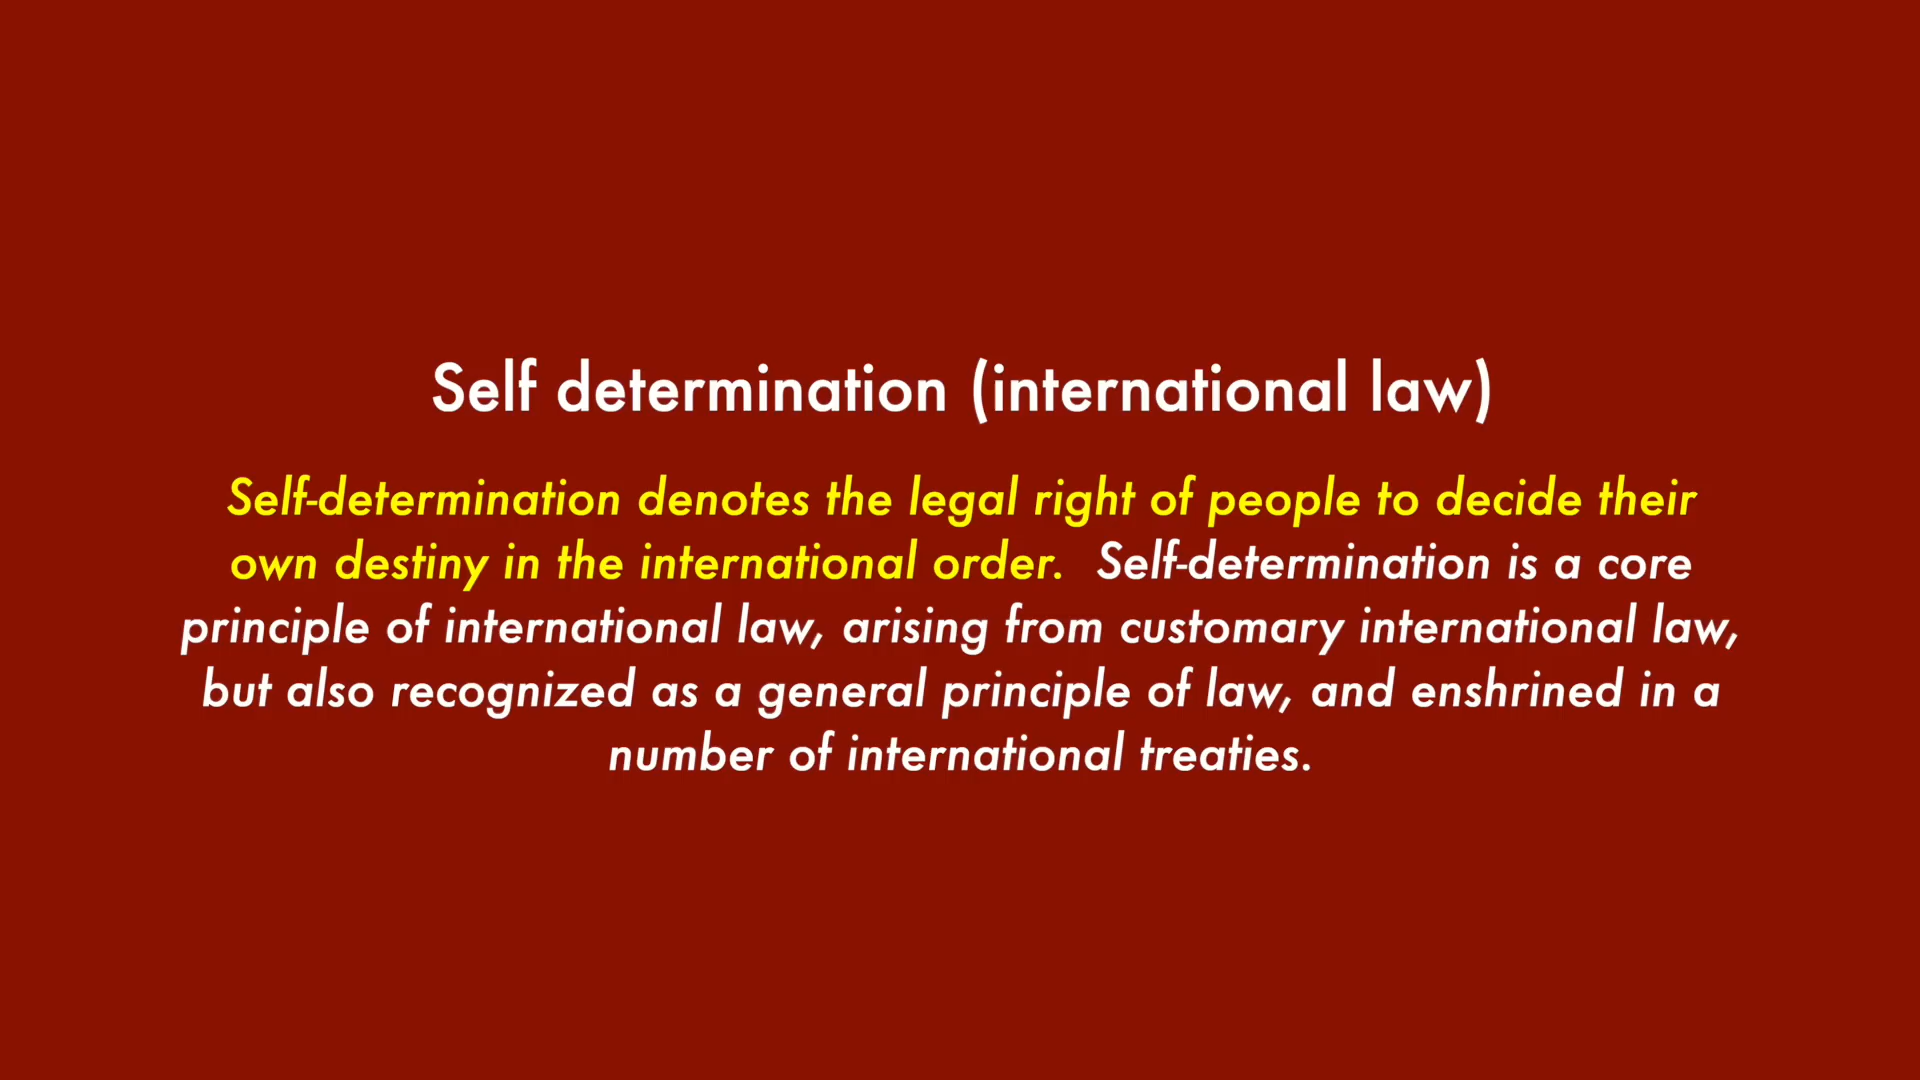 Self determination (international law)
Self-determination denotes the legal right of people to decide their
own destiny in the international order.  Self-determination is a core
principle of international law, arising from customary international law,
but also recognized as a general principle of law, and enshrined in a
number of international treaties.